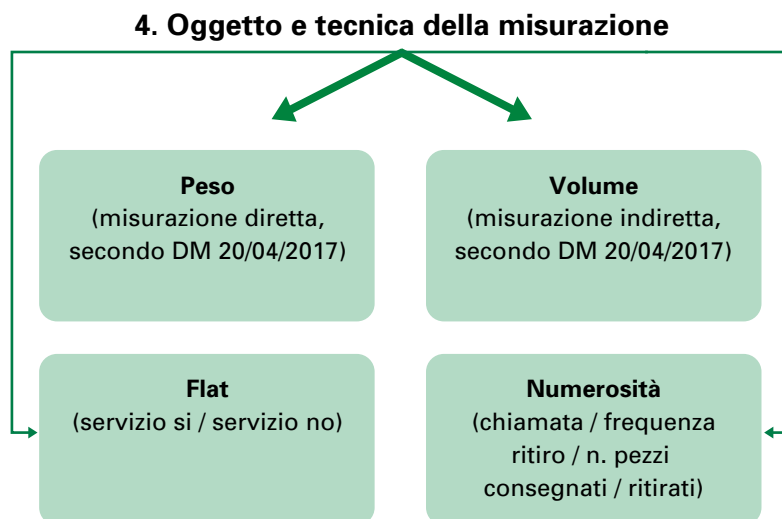 4. Oggetto e tecnica della misurazione
Peso
(misurazione diretta,
secondo DM 20/04/2017)
Volume
(misurazione indiretta,
secondo DM 20/04/2017)
Flat
(servizio si / servizio no)
Numerosità
(chiamata / frequenza
ritiro / n. pezzi
consegnati / ritirati)